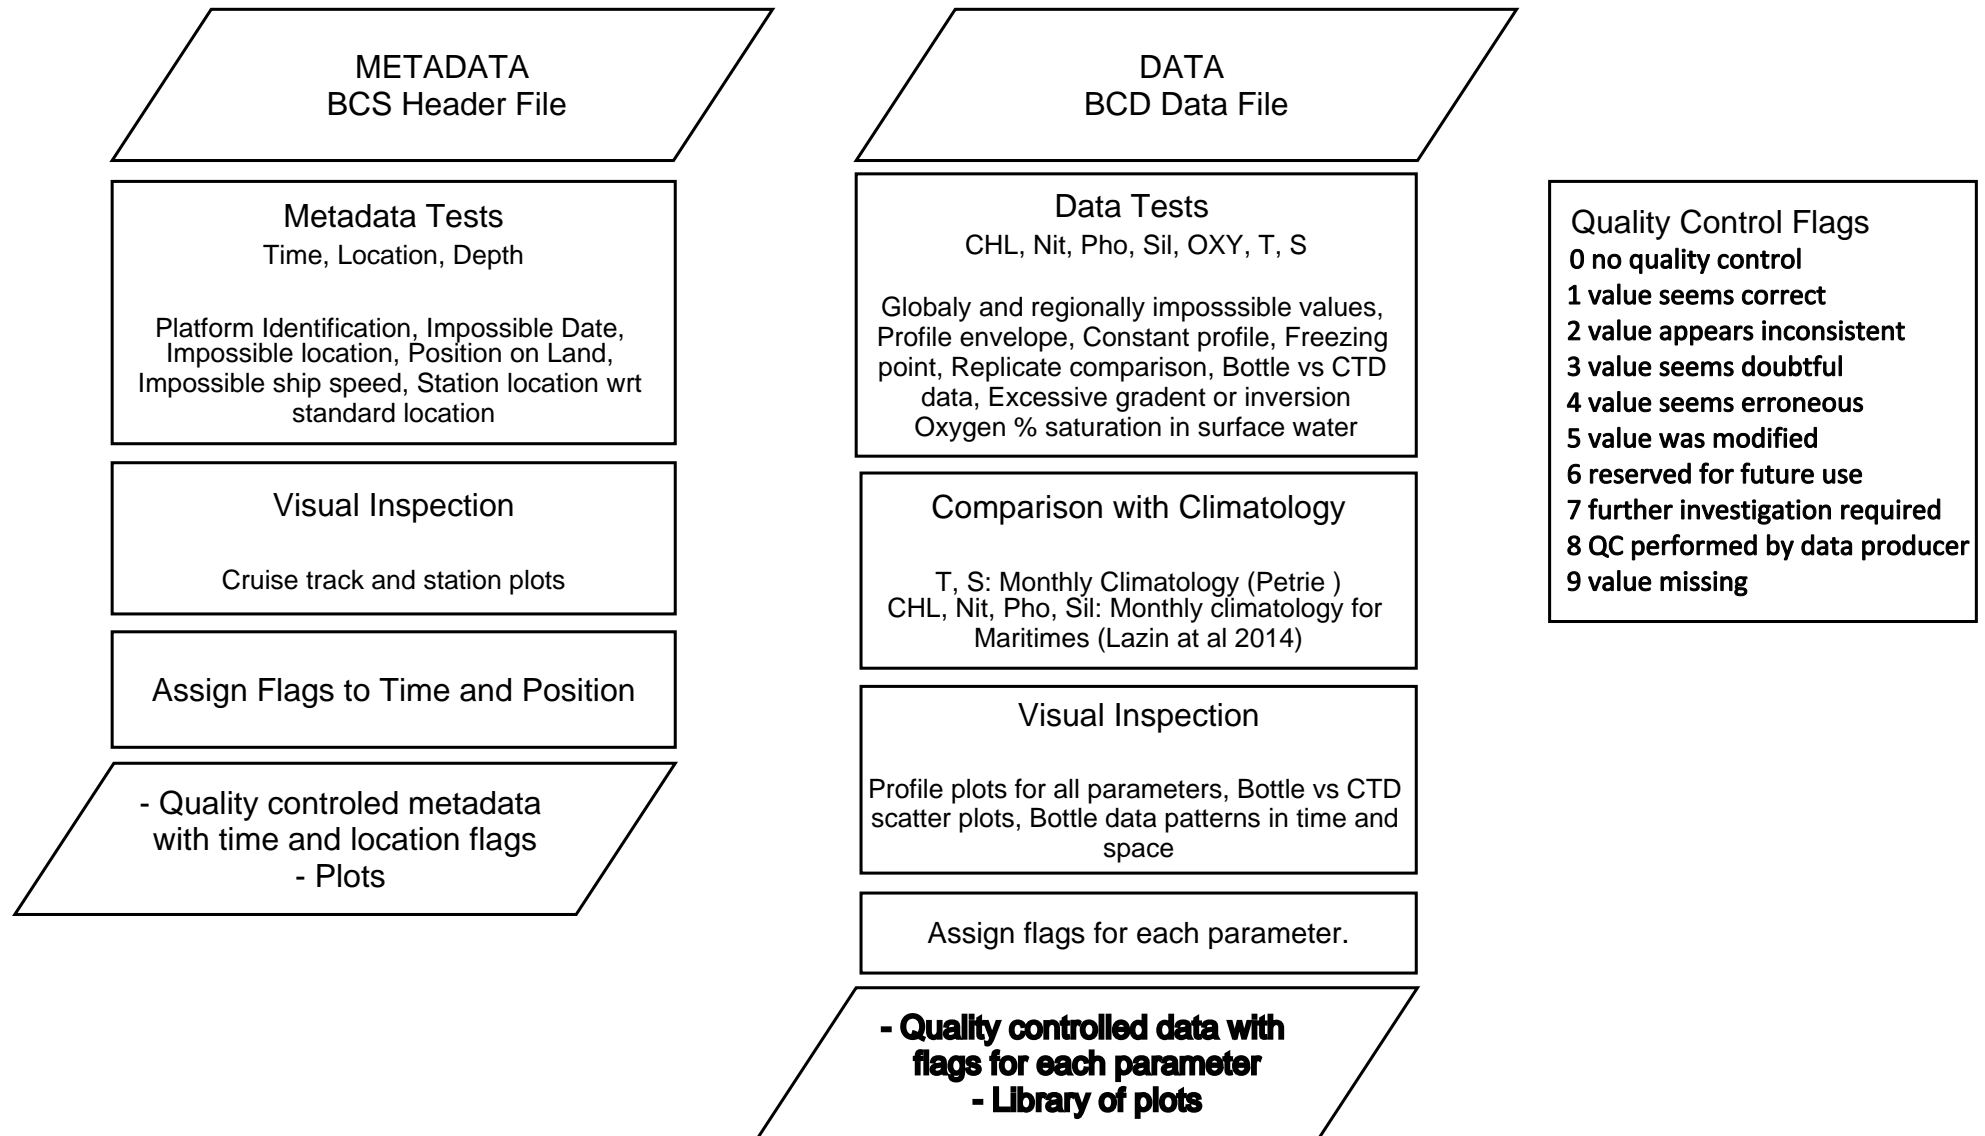 METADATA
BCS Header File
Metadata Tests
Time, Location, Depth
Platform Identification, Impossible Date,
Impossible location, Position on Land,
Impossible ship speed, Station location wrt
standard location
Visual Inspection
Cruise track and station plots
Assign Flags to Time and Position
- Quality controled metadata
with time and location flags
- Plots
DATA
BCD Data File
Data Tests
CHL, Nit, Pho, Sil, OXY, T, S
Globaly and regionally imposssible values,
Profile envelope, Constant profile, Freezing
point, Replicate comparison, Bottle vs CTD
data, Excessive gradent or inversion
Oxygen % saturation in surface water
Comparison with Climatology
T, S: Monthly Climatology (Petrie )
CHL, Nit, Pho, Sil: Monthly climatology for
Maritimes (Lazin at al 2014)
Visual Inspection
Profile plots for all parameters, Bottle vs CTD
scatter plots, Bottle data patterns in time and
space
Assign flags for each parameter.
- Quality controlled data with
flags for each parameter
- Library of plots
Quality Control Flags
0 no quality control
1 value seems correct
2 value appears inconsistent
3 value seems doubtful
4 value seems erroneous
5 value was modified
6 reserved for future use
7 further investigation required
8 QC performed by data producer
9 value missing